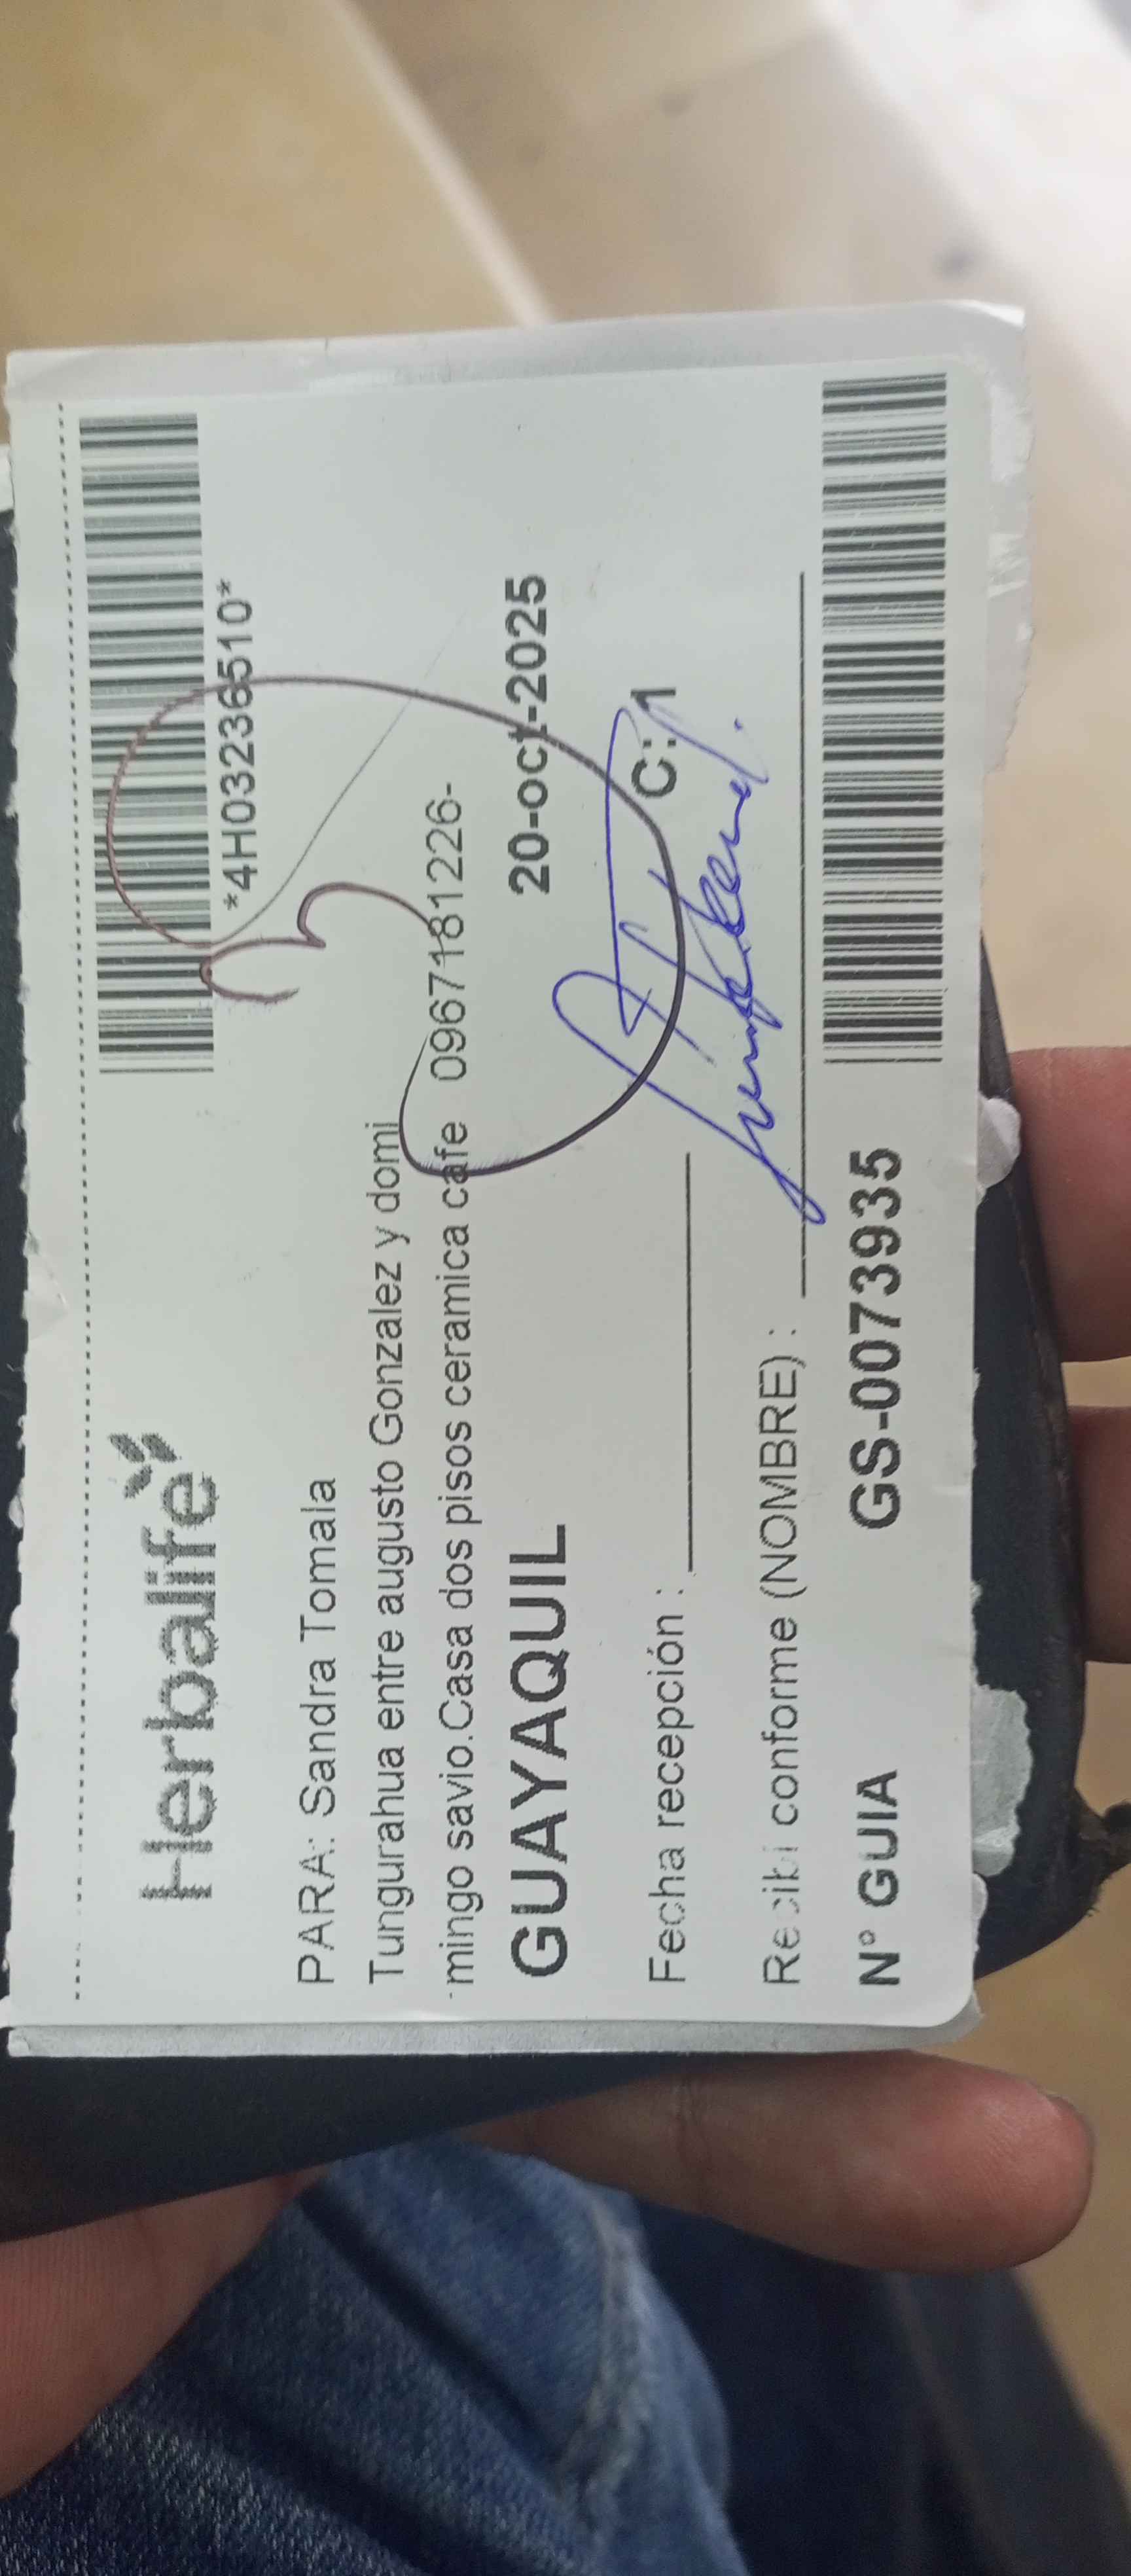 Herbalife
*4H03236510*
PARA: Sandra Tomala
Tungurahua entre augusto Gonzalez y domi
mingo savio.Casa dos pisos ceramica cafe 0967181226-
GUAYAQUIL 20-oct-2025
Fecha recepción : C: 1
Recibi conforme (NOMBRE) :
N° GUIA GS-0073935